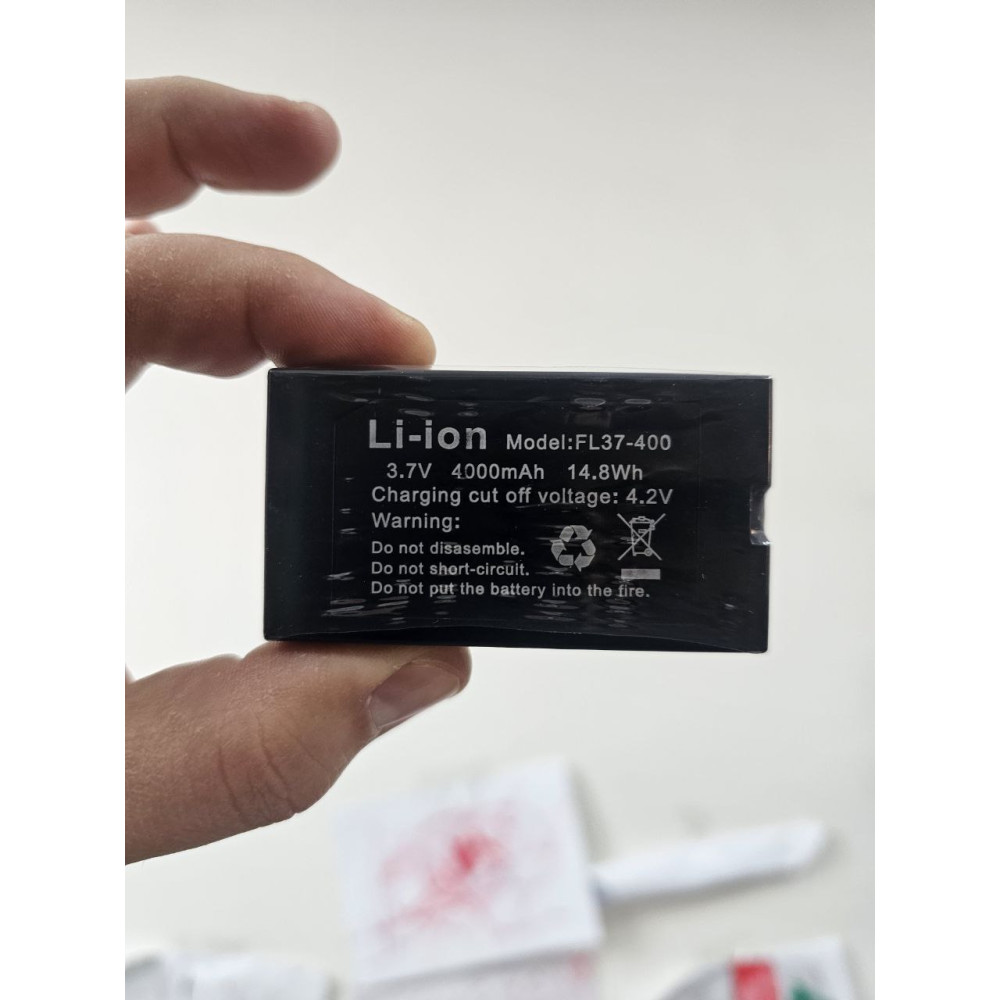 Li-ion Model:FL37-400
3.7V 4000mAh 14.8Wh
Charging cut off voltage: 4.2V
Warning:
Do not disasemble.
Do not short-circuit.
Do not put the battery into the fire.